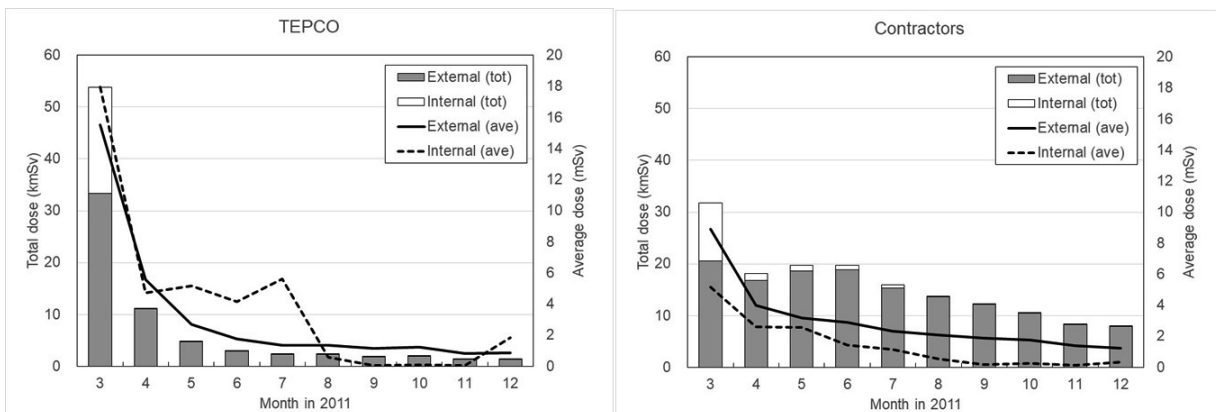 TEPCO
60
50
40
30
20
10
0
Total dose (kmSv)
20
18
16
14
12
10
8
6
4
2
0
Average dose (mSv)
External (tot)
Internal (tot)
External (ave)
Internal (ave)
3 4 5 6 7 8 9 10 11 12
Month in 2011
Contractors
60
50
40
30
20
10
0
Total dose (kmSv)
20
18
16
14
12
10
8
6
4
2
0
Average dose (mSv)
External (tot)
Internal (tot)
External (ave)
Internal (ave)
3 4 5 6 7 8 9 10 11 12
Month in 2011